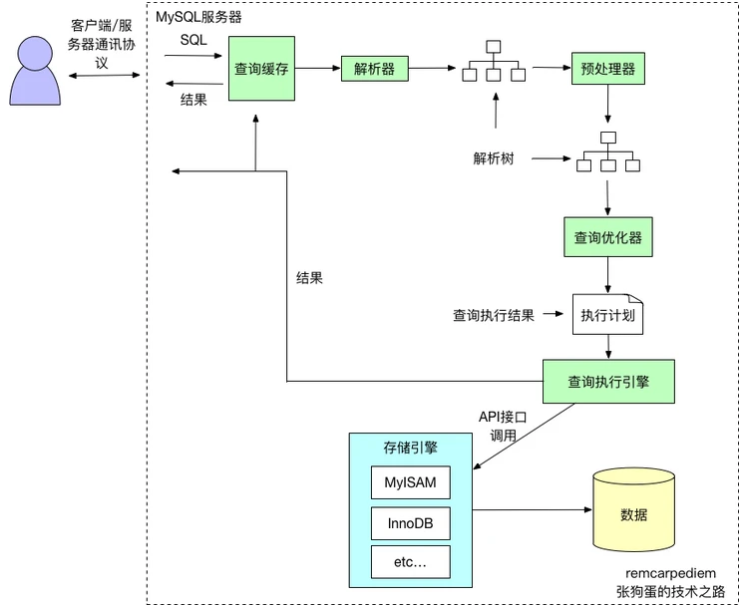 客户端/服
务器通讯协
议
MySQL服务器
SQL
结果
查询缓存
解析器
预处理器
解析树
查询优化器
结果
查询执行结果
执行计划
查询执行引擎
API接口
调用
存储引擎
MyISAM
InnoDB
etc...
数据
remcarpediem
张狗蛋的技术之路